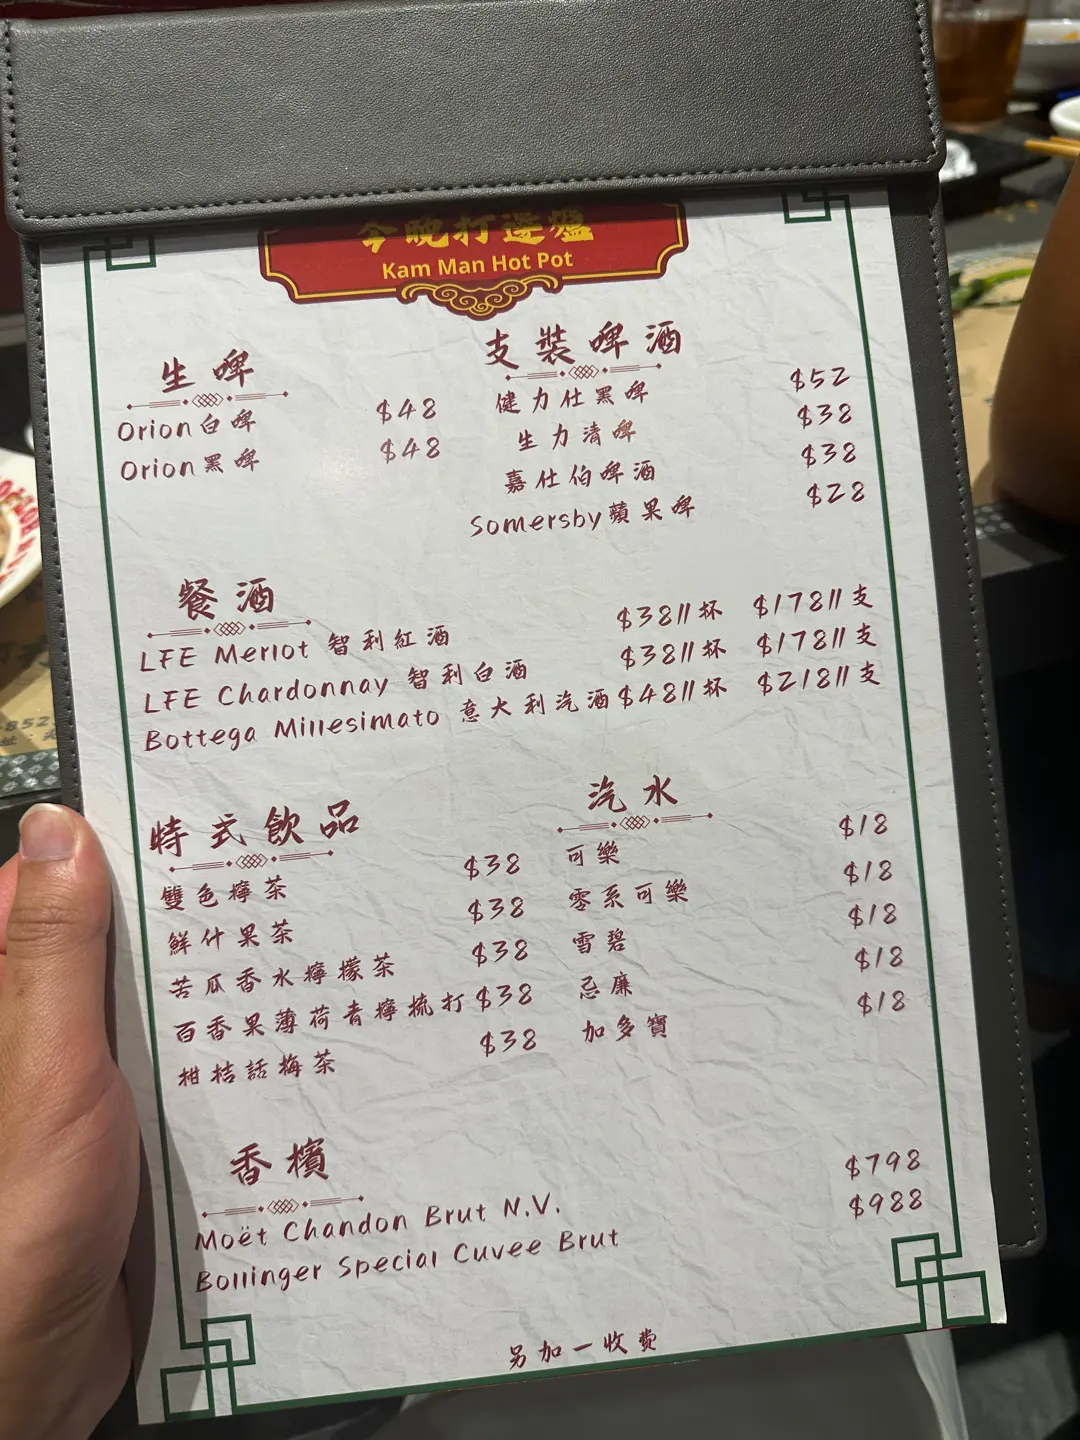 今晚打邊爐
Kam Man Hot Pot
生啤
Orion白啤 $48
Orion黑啤 $48
支裝啤酒
健力仕黑啤 $52
生力清啤 $38
嘉仕伯啤酒 $38
Somersby蘋果啤 $28
餐酒
LFE Merlot 智利紅酒 $38//杯 $178//支
LFE Chardonnay 智利白酒 $38//杯 $178//支
Bottega Millesimato 意大利汽酒 $48//杯 $218//支
特式飲品
雙色檸茶 $38
鮮什果茶 $38
苦瓜香水檸檬茶 $38
百香果薄荷青檸梳打 $38
柑桔話梅茶 $38
汽水
可樂 $18
零系可樂 $18
雪碧 $18
忌廉 $18
加多寶 $18
香檳
Moët Chandon Brut N.V. $798
Bollinger Special Cuvee Brut $988
另加一收費